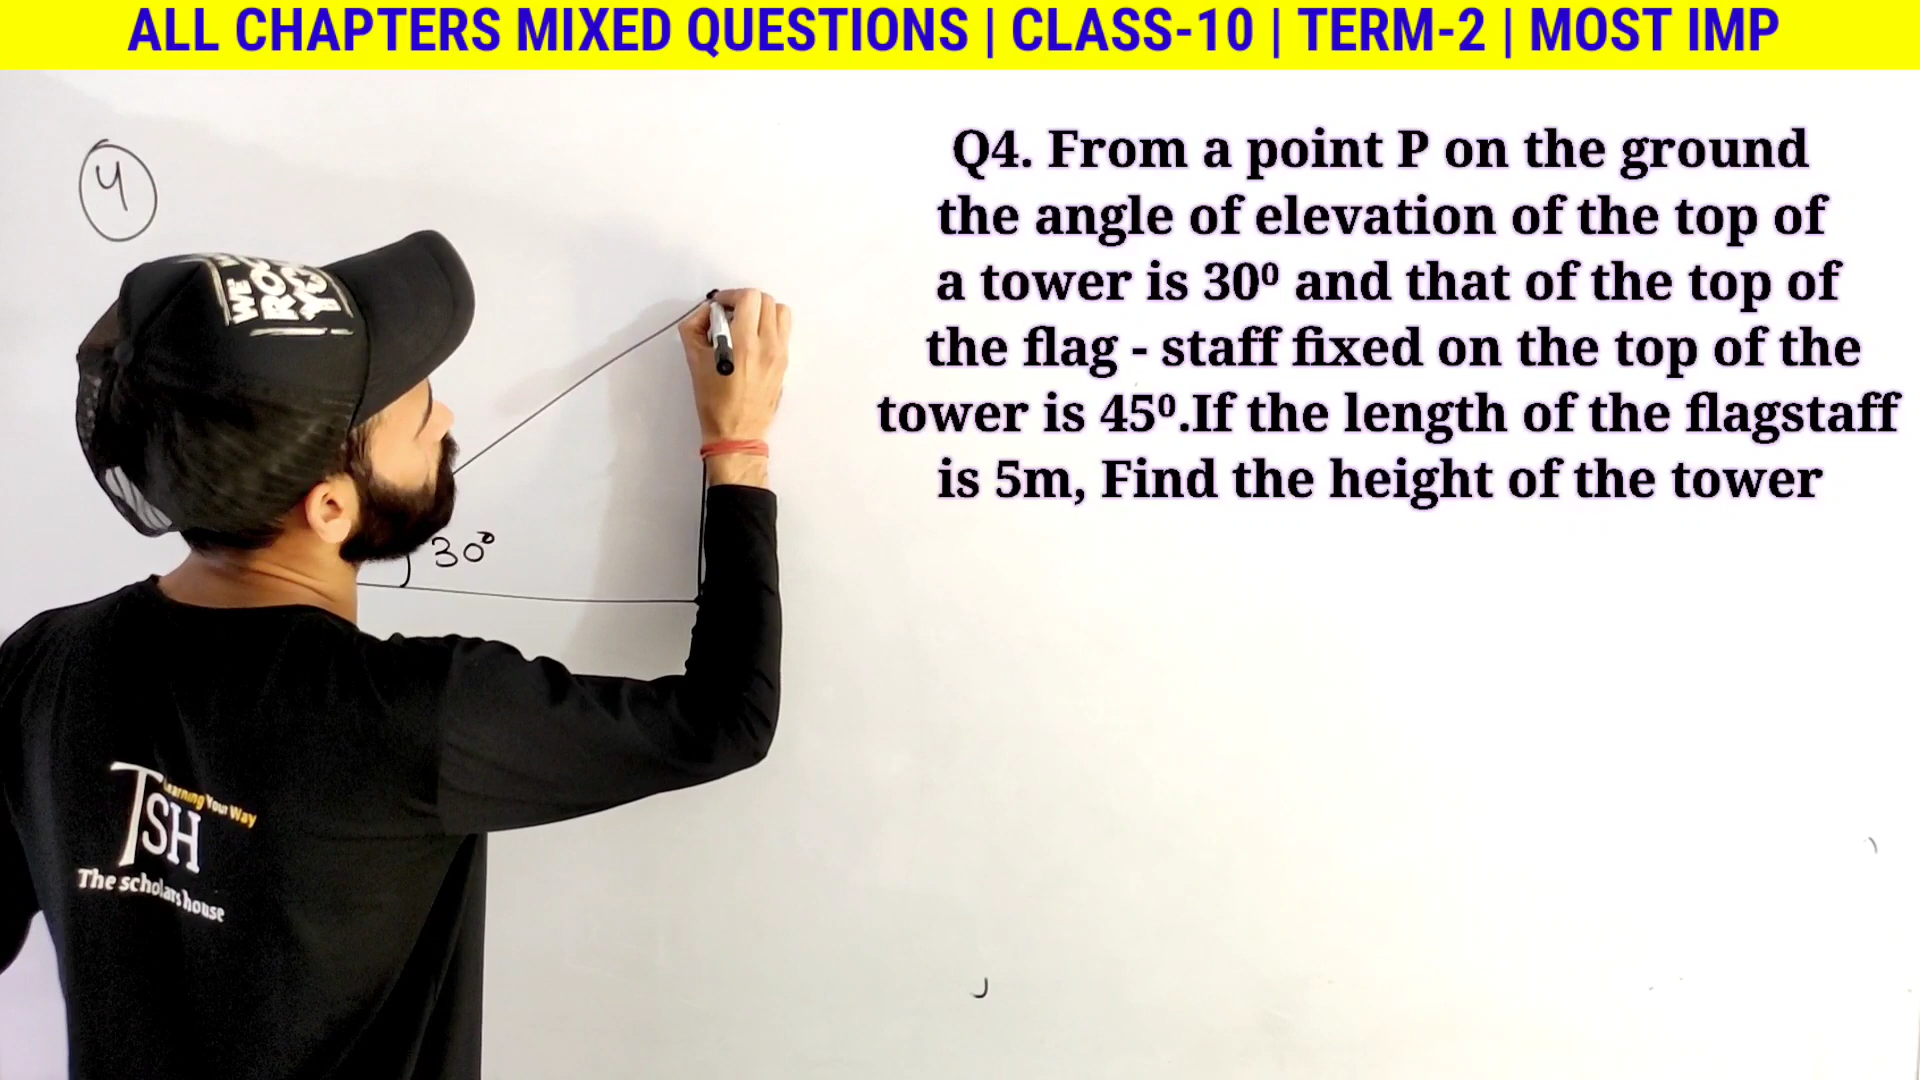 ALL CHAPTERS MIXED QUESTIONS | CLASS-10 | TERM-2 | MOST IMP
4
Q4. From a point P on the ground
the angle of elevation of the top of
a tower is 30⁰ and that of the top of
the flag - staff fixed on the top of the
tower is 45⁰.If the length of the flagstaff
is 5m, Find the height of the tower
30°
TSH
Learning Your Way
The scholars house